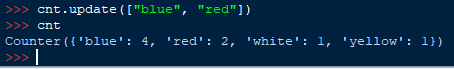 >>> cnt.update(["blue", "red"])
>>> cnt
Counter({'blue': 4, 'red': 2, 'white': 1, 'yellow': 1})
>>>